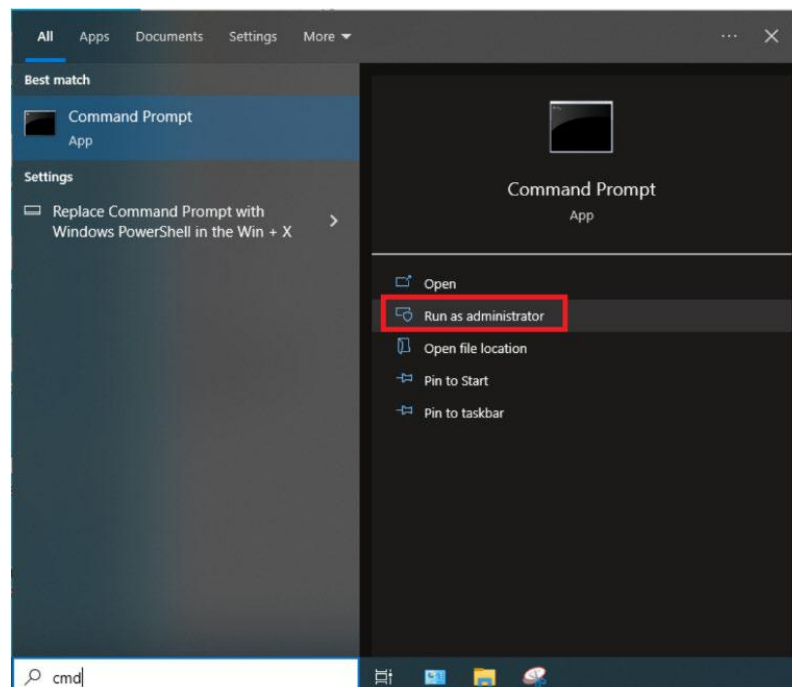 All Apps Documents Settings More
Best match
Command Prompt
App
Settings
Replace Command Prompt with
Windows PowerShell in the Win + X
Command Prompt
App
Open
Run as administrator
Open file location
Pin to Start
Pin to taskbar
cmd